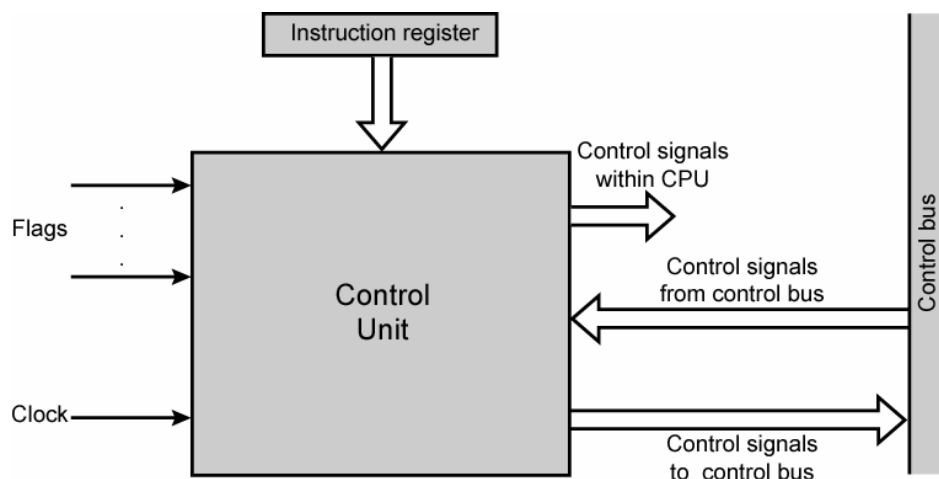 Instruction register
Control signals
within CPU
Flags
.
.
.
Control signals
from control bus
Control bus
Control
Unit
Clock
Control signals
to control bus